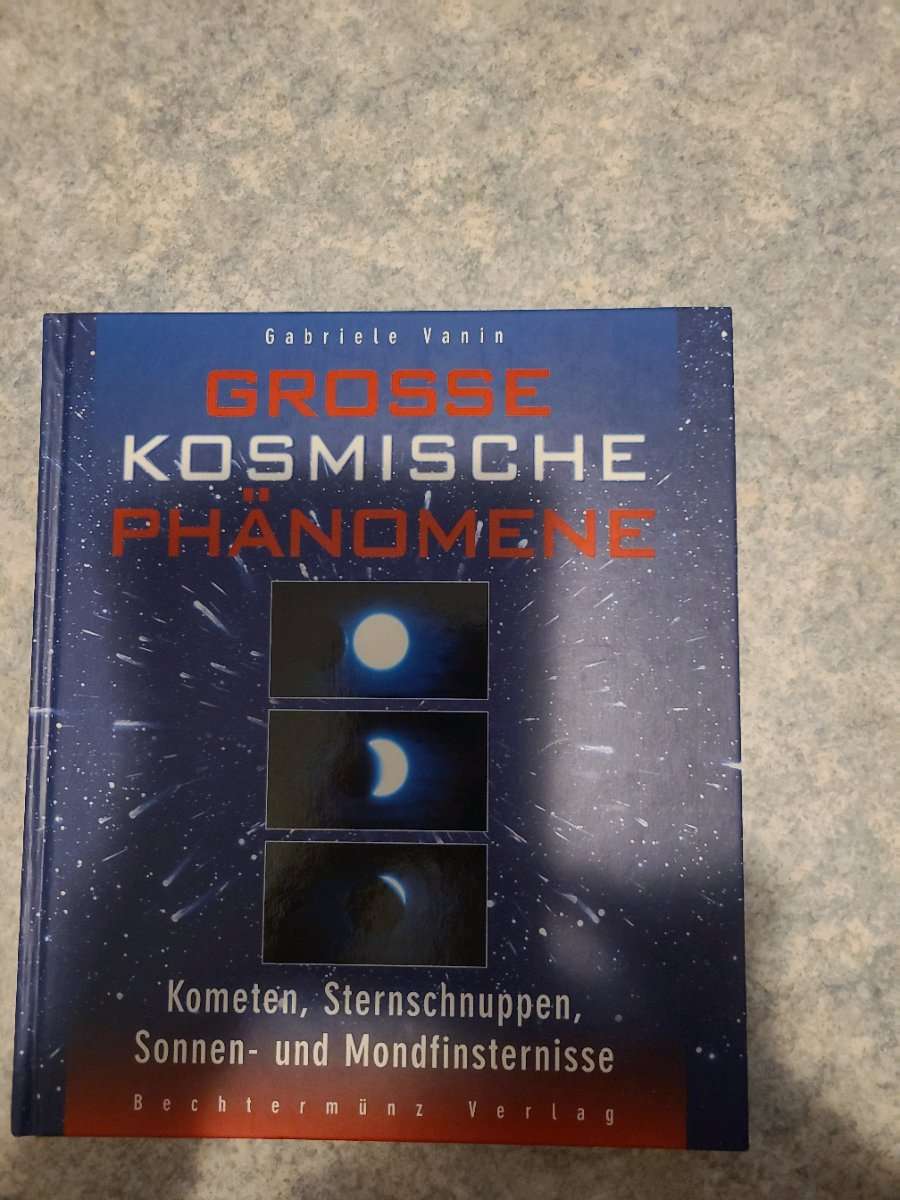 Gabriele Vanin
GROSSE
KOSMISCHE
PHÄNOMENE
Kometen, Sternschnuppen,
Sonnen- und Mondfinsternisse
Bechtermünz Verlag